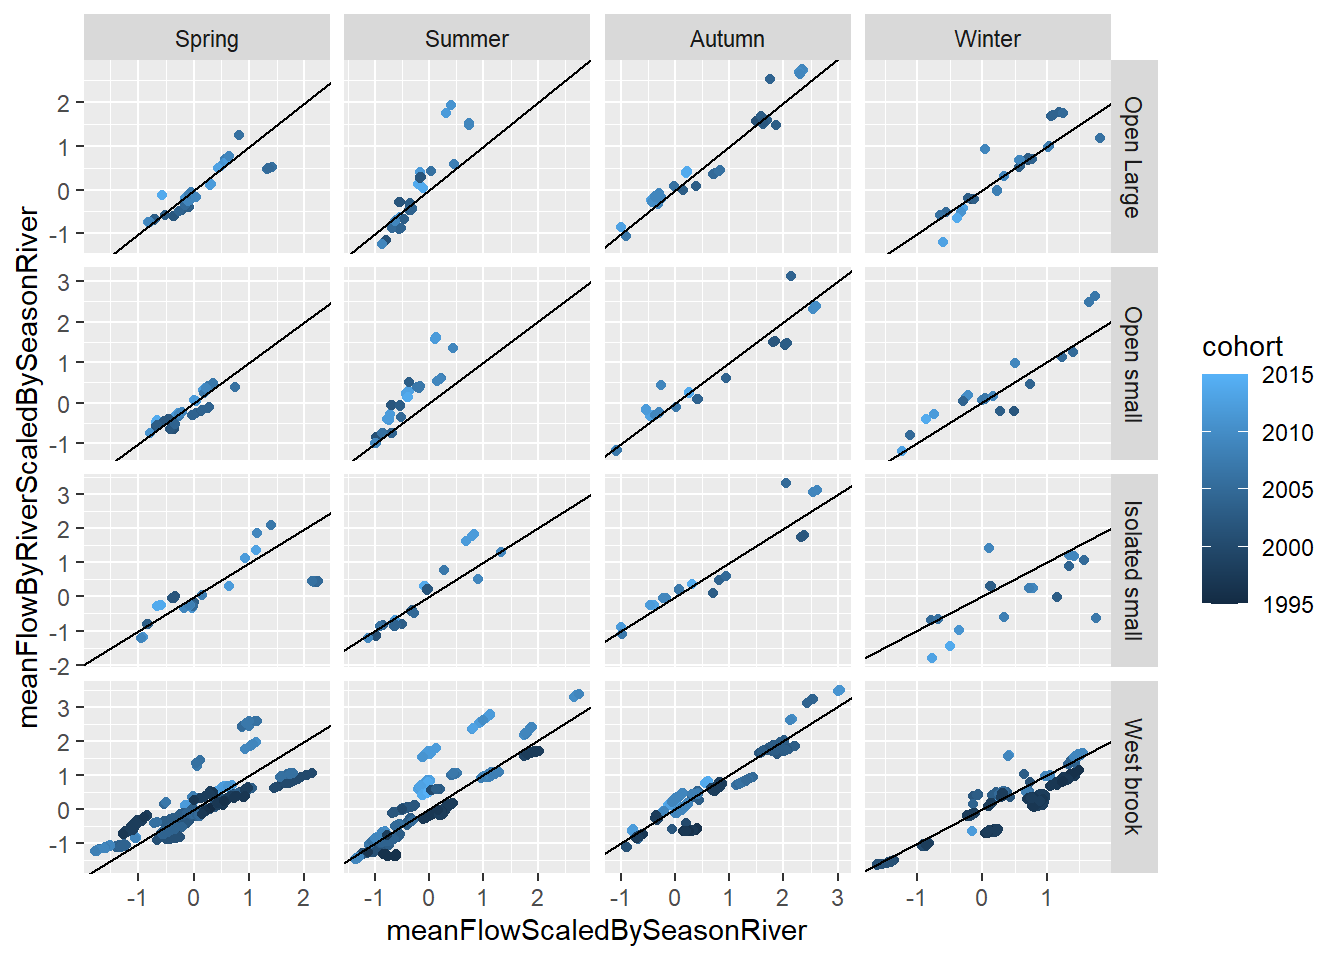 Spring Summer Autumn Winter
2
1
0
-1
Open Large
3
2
1
0
-1
Open small
3
2
1
0
-1
-2
Isolated small
3
2
1
0
-1
West brook
-1 0 1 2 -1 0 1 2 -1 0 1 2 3 -1 0 1
meanFlowScaledBySeasonRiver
meanFlowByRiverScaledBySeasonRiver
cohort
2015
2010
2005
2000
1995